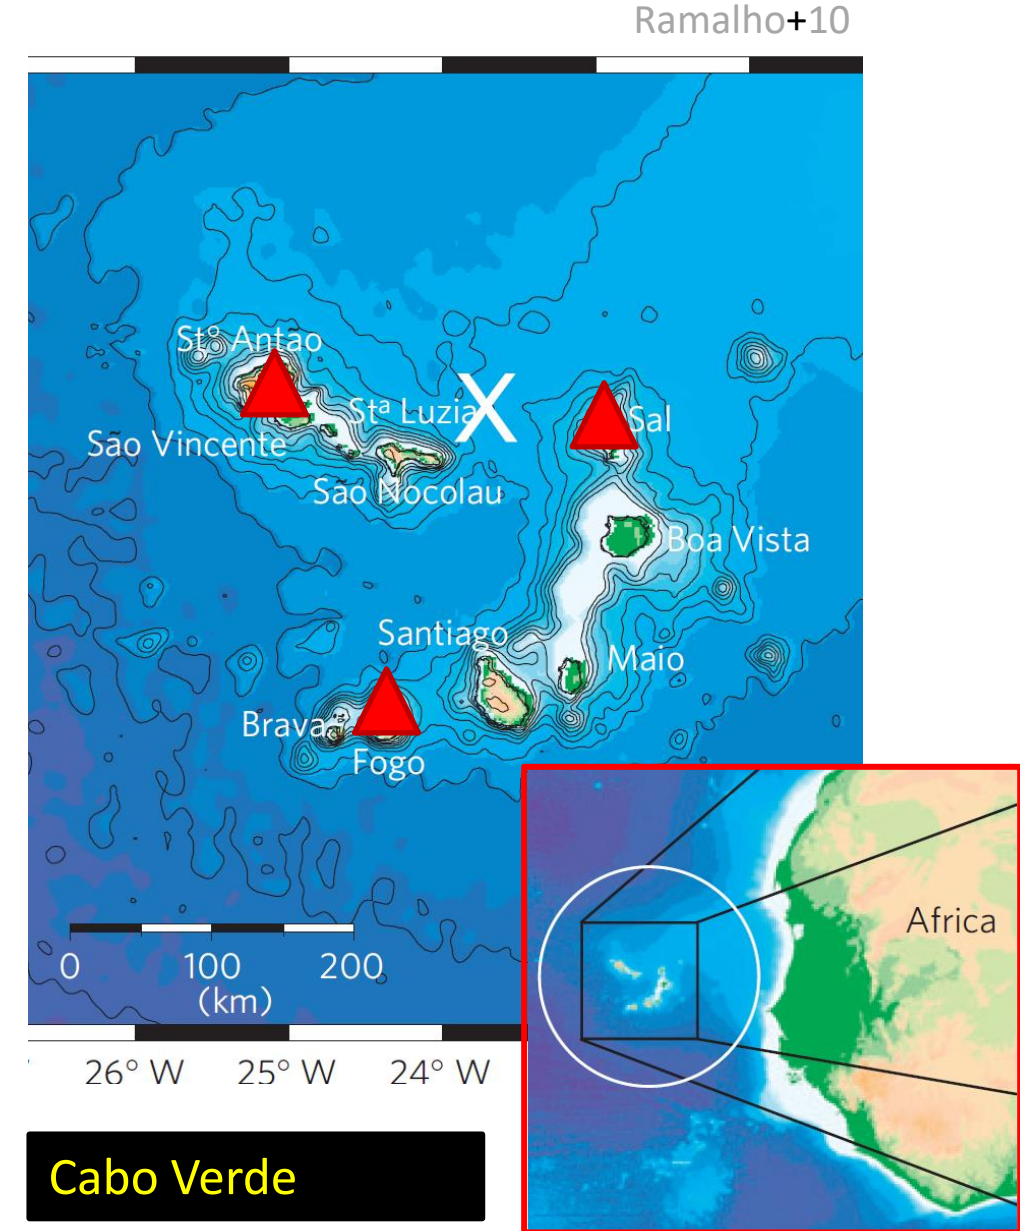 Ramalho+10
Stº Antao
Stª Luzia
X
Sal
São Vincente
São Nocolau
Boa Vista
Santiago
Maio
Brava
Fogo
Africa
0 100 200
(km)
26° W 25° W 24° W
Cabo Verde